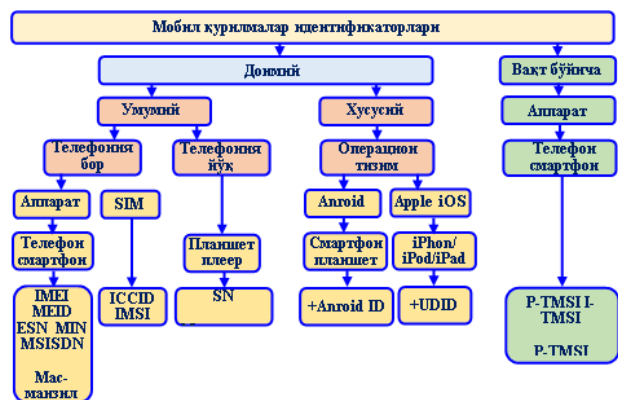 Мобил қурилмалар идентификаторлари
Доимий
Вақт бўйича
Умумий
Хусусий
Аппарат
Телефония
бор
Телефония
йўқ
Операцион
тизим
Телефон
смартфон
Аппарат
SIM
Anroid
Apple iOS
Телефон
смартфон
Планшет
плеер
Смартфон
планшет
iPhon/
iPod/iPad
IMEI
MEID
ESN MIN
MSISDN
Mac-
манзил
ICCID
IMSI
SN
+Anroid ID
+UDID
P-TMSI I-
TMSI
P-TMSI